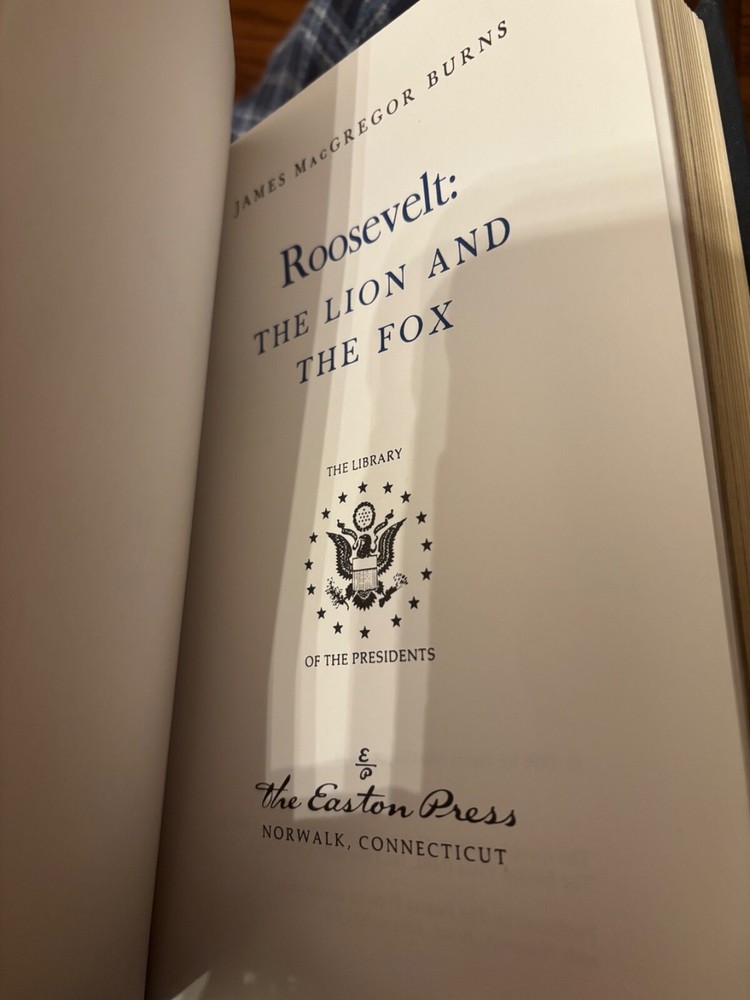 JAMES MACGREGOR BURNS
Roosevelt:
THE LION AND
THE FOX
THE LIBRARY
OF THE PRESIDENTS
EP
The Easton Press
NORWALK, CONNECTICUT